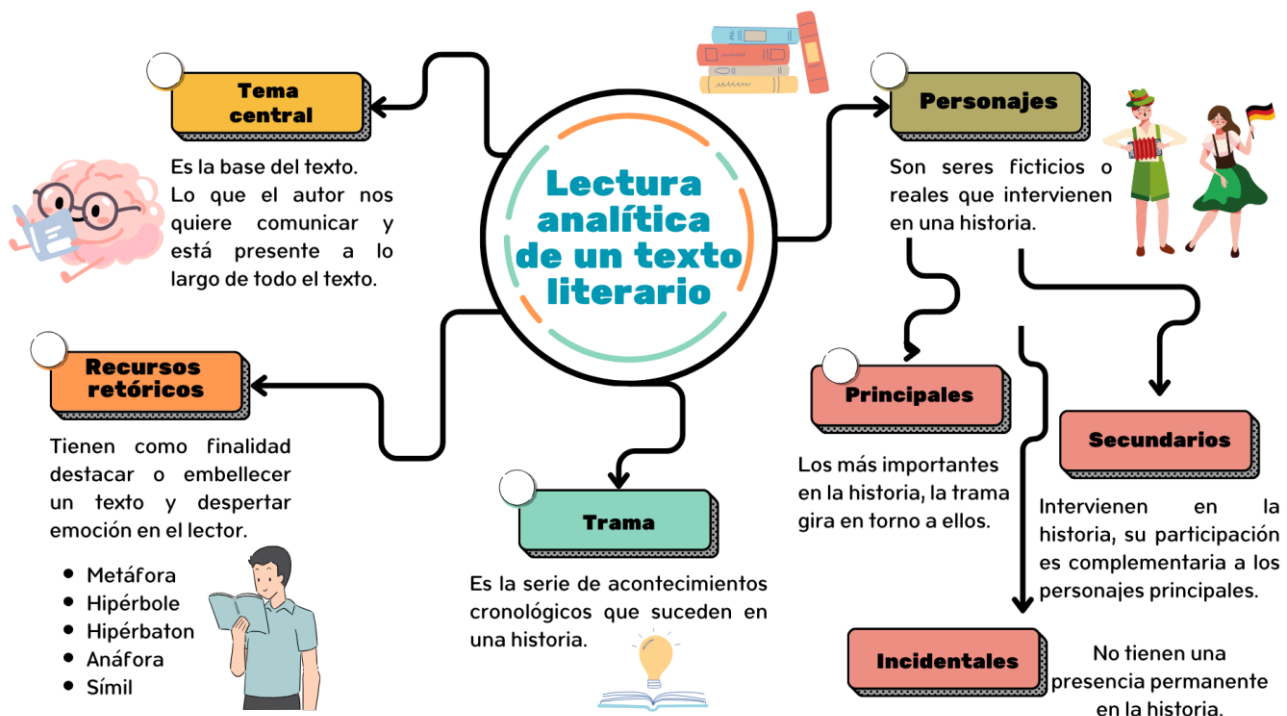 Lectura
analítica
de un texto
literario
Tema
central
Es la base del texto.
Lo que el autor nos
quiere comunicar y
está presente a lo
largo de todo el texto.
Recursos
retóricos
Tienen como finalidad
destacar o embellecer
un texto y despertar
emoción en el lector.
• Metáfora
• Hipérbole
• Hipérbaton
• Anáfora
• Símil
Trama
Es la serie de acontecimientos
cronológicos que suceden en
una historia.
Personajes
Son seres ficticios o
reales que intervienen
en una historia.
Principales
Los más importantes
en la historia, la trama
gira en torno a ellos.
Secundarios
Intervienen en la
historia, su participación
es complementaria a los
personajes principales.
Incidentales
No tienen una
presencia permanente
en la historia.